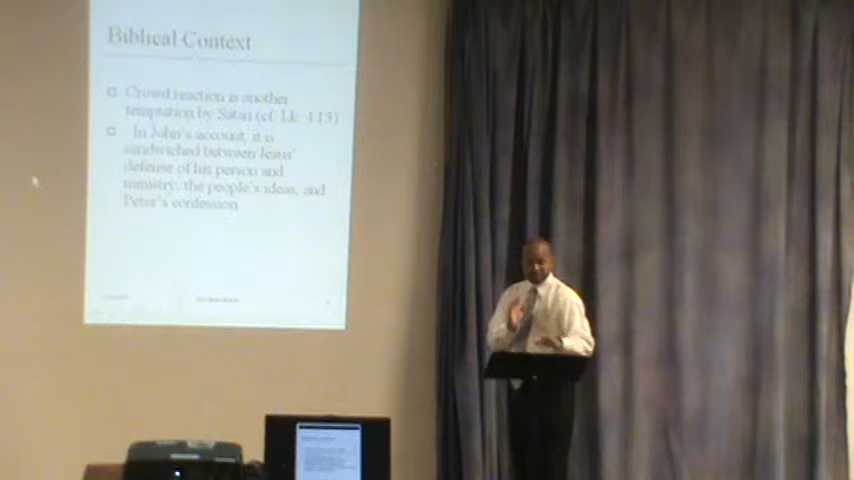 Biblical Context
Crowd reaction is another
temptation by Satan (cf. Lk. 4:13)
In John's account, it is
sandwiched between Jesus'
defense of his person and
ministry; the people's ideas, and
Peter's confession